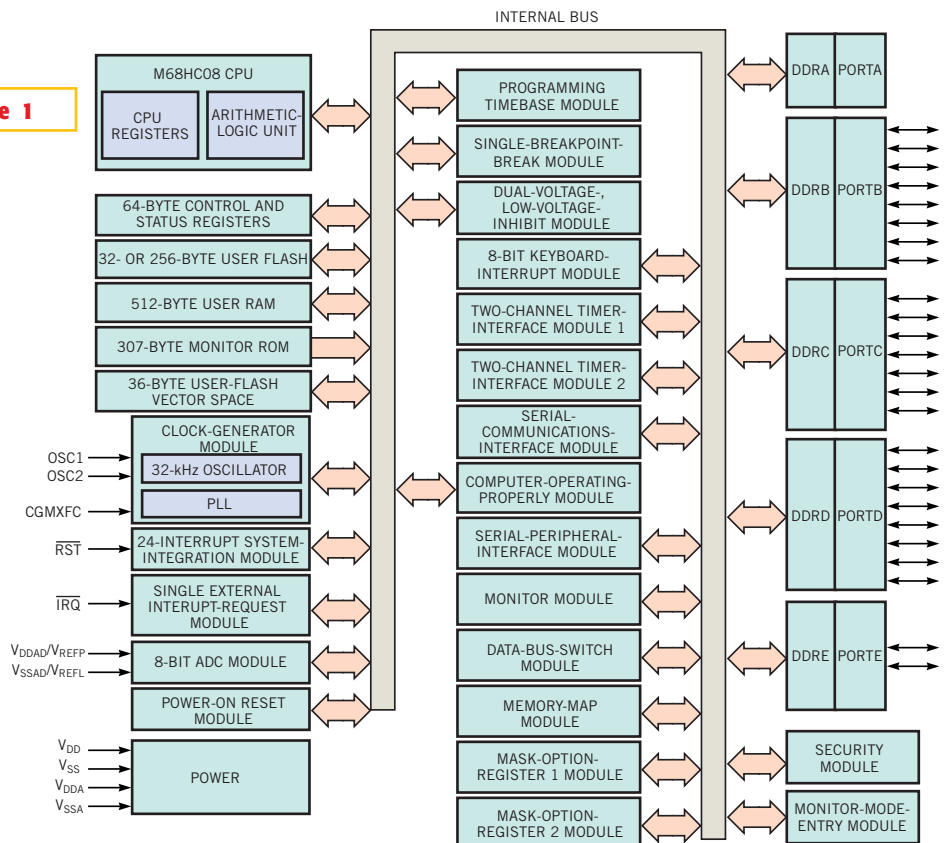 INTERNAL BUS
e 1
M68HC08 CPU
CPU
REGISTERS
ARITHMETIC-
LOGIC UNIT
64-BYTE CONTROL AND
STATUS REGISTERS
32- OR 256-BYTE USER FLASH
512-BYTE USER RAM
307-BYTE MONITOR ROM
36-BYTE USER-FLASH
VECTOR SPACE
CLOCK-GENERATOR
MODULE
32-kHz OSCILLATOR
PLL
OSC1
OSC2
CGMXFC
RST
24-INTERRUPT SYSTEM-
INTEGRATION MODULE
IRQ
SINGLE EXTERNAL
INTERUPT-REQUEST
MODULE
VDDAD/VREFP
VSSAD/VREFL
8-BIT ADC MODULE
POWER-ON RESET
MODULE
VDD
VSS
VDDA
VSSA
POWER
PROGRAMMING
TIMEBASE MODULE
SINGLE-BREAKPOINT-
BREAK MODULE
DUAL-VOLTAGE-,
LOW-VOLTAGE-
INHIBIT MODULE
8-BIT KEYBOARD-
INTERRUPT MODULE
TWO-CHANNEL TIMER-
INTERFACE MODULE 1
TWO-CHANNEL TIMER-
INTERFACE MODULE 2
SERIAL-
COMMUNICATIONS-
INTERFACE MODULE
COMPUTER-OPERATING-
PROPERLY MODULE
SERIAL-PERIPHERAL-
INTERFACE MODULE
MONITOR MODULE
DATA-BUS-SWITCH
MODULE
MEMORY-MAP
MODULE
MASK-OPTION-
REGISTER 1 MODULE
MASK-OPTION-
REGISTER 2 MODULE
DDRA PORTA
DDRB PORTB
DDRC PORTC
DDRD PORTD
DDRE PORTE
SECURITY
MODULE
MONITOR-MODE-
ENTRY MODULE